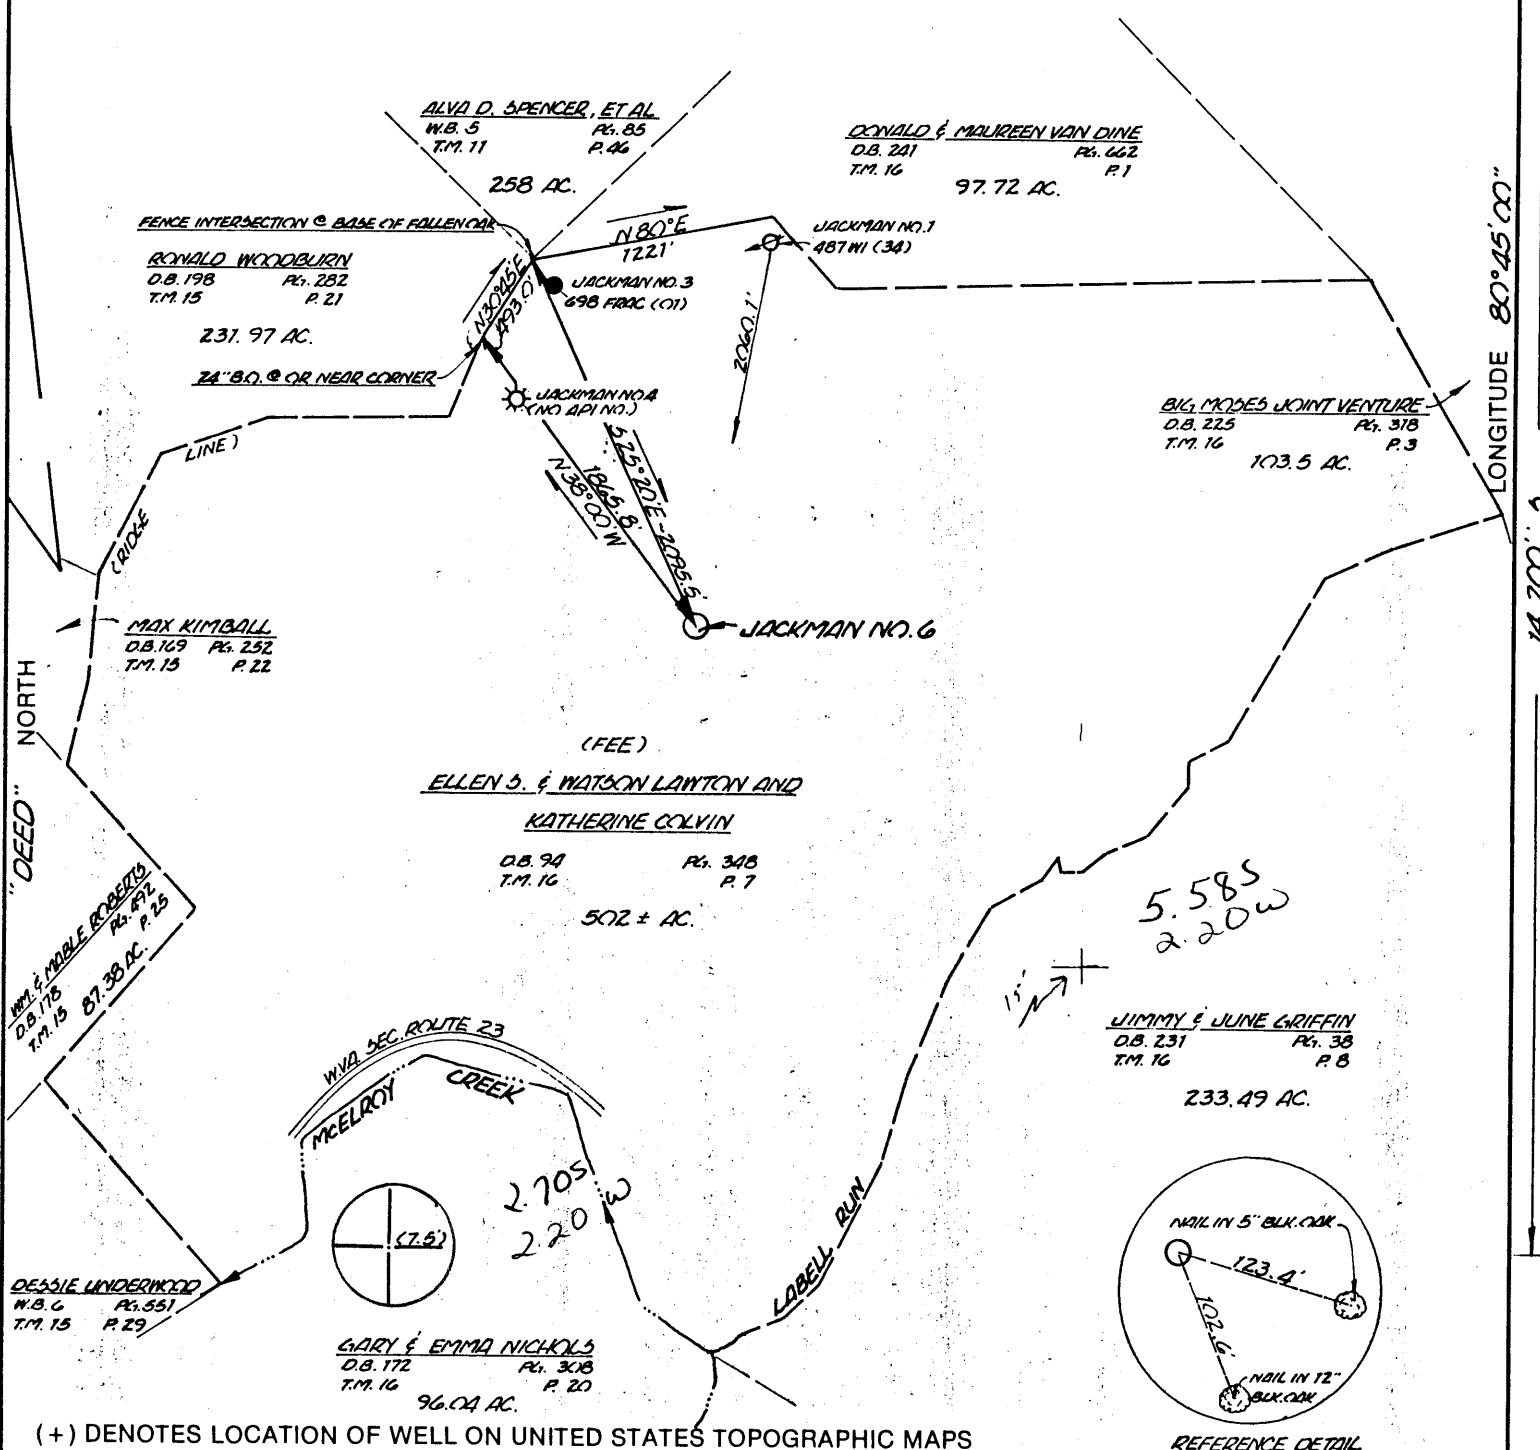 ALVA D. SPENCER, ET AL
W.B. 5 PG. 85
T.M. 11 P. 46
258 AC.
DONALD & MAUREEN VAN DINE
D.B. 241 PG. 662
T.M. 16 P. 1
97.72 AC.
LONGITUDE 80°45'00"
FENCE INTERSECTION @ BASE OF FALLEN OAK
N 80° E
1221'
JACKMAN NO. 1
487 WI (34)
RONALD WOODBURN
D.B. 198 PG. 282
T.M. 15 P. 21
231.97 AC.
N30°45'E
493.0'
JACKMAN NO. 3
698 FRAC (01)
2060.1'
24" B.O. @ OR NEAR CORNER
JACKMAN NO. 4
(NO API NO.)
BIG MOSES JOINT VENTURE
D.B. 225 PG. 318
T.M. 16 P. 3
103.5 AC.
(RIDGE
LINE)
S 25°20'E - 2095.5'
1865.8'
N 38°00' W
JACKMAN NO. 6
MAX KIMBALL
D.B. 169 PG. 252
T.M. 15 P. 22
"DEED" NORTH
(FEE)
ELLEN S. & WATSON LAWTON AND
KATHERINE COLVIN
D.B. 94 PG. 348
T.M. 16 P. 7
502 ± AC.
WM. & MABLE ROBERTS
D.B. 178 PG. 492
T.M. 15 P. 25
87.38 AC.
5.58S
2.20W
15'
JIMMY & JUNE GRIFFIN
D.B. 231 PG. 38
T.M. 16 P. 8
233.49 AC.
W.VA. SEC. ROUTE 23
McELROY CREEK
2.70S
2.20 W
(7.5')
LABELL RUN
NAIL IN 5" BLK. OAK
123.4'
102.6'
NAIL IN 12"
BLK. OAK
DESSIE UNDERWOOD
W.B. 6 PG. 551
T.M. 15 P. 29
GARY & EMMA NICHOLS
D.B. 172 PG. 308
T.M. 16 P. 20
96.04 AC.
(+) DENOTES LOCATION OF WELL ON UNITED STATES TOPOGRAPHIC MAPS
REFERENCE DETAIL